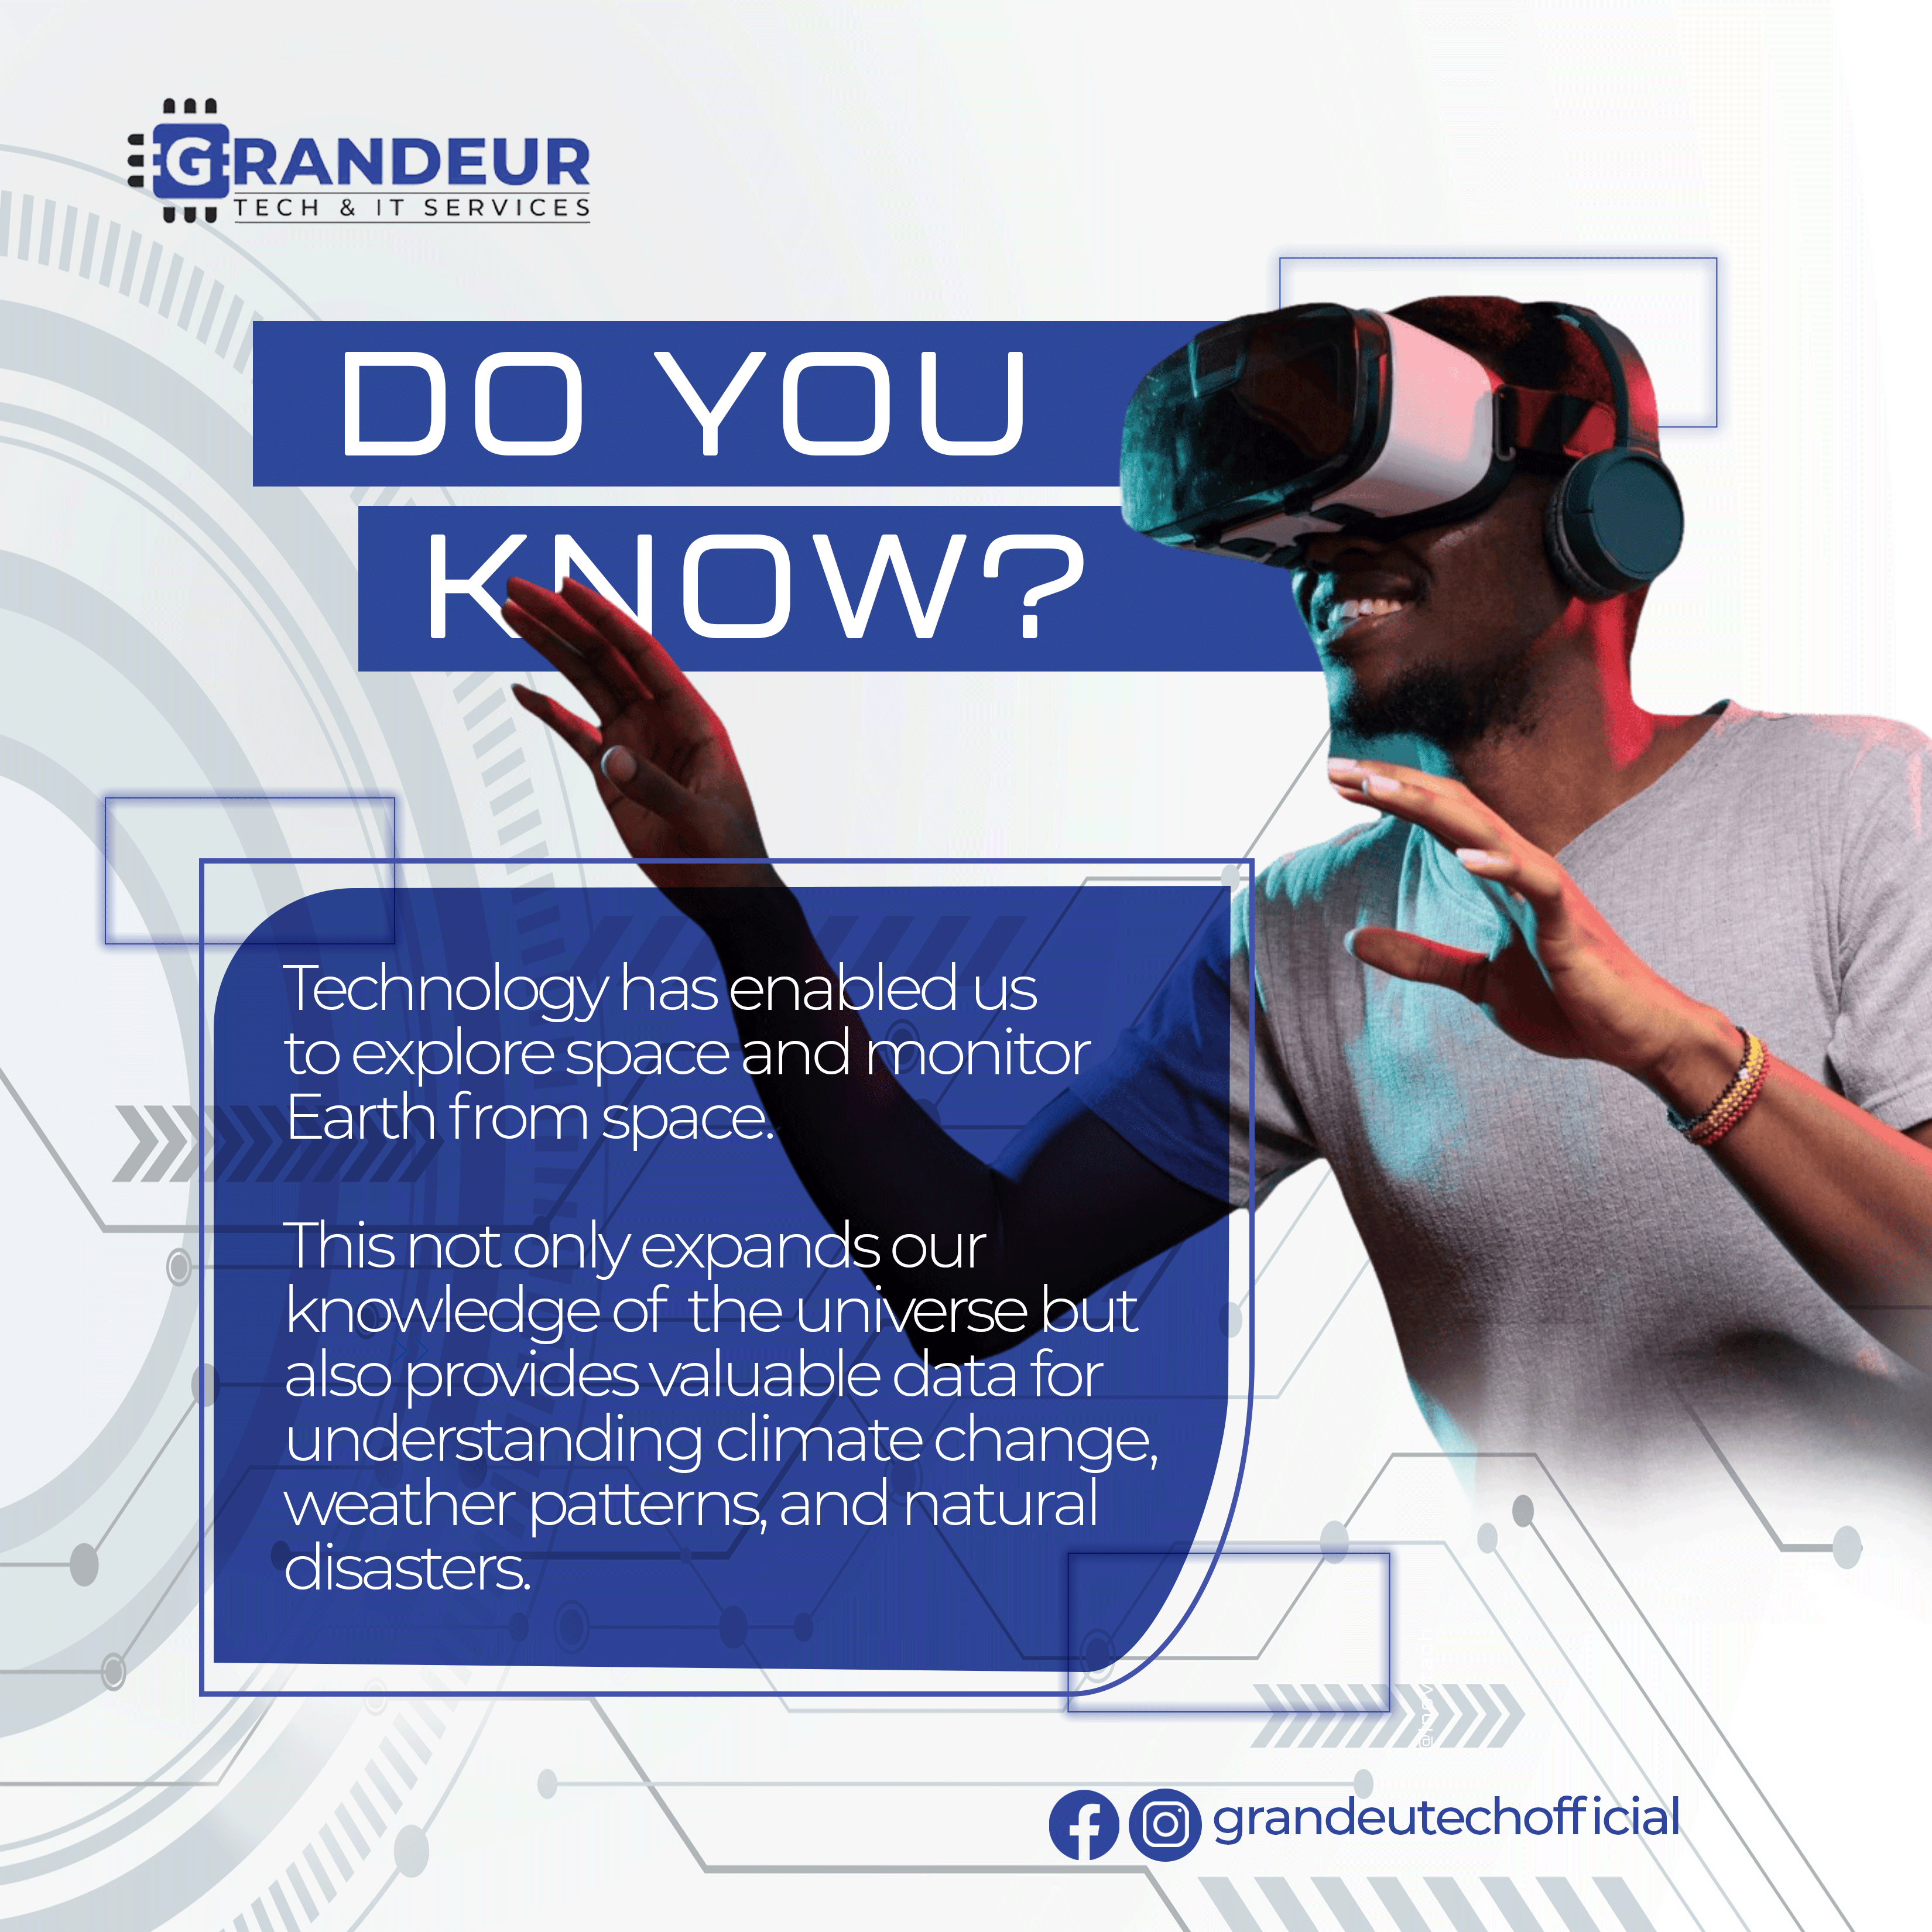 GRANDEUR
TECH & IT SERVICES
DO YOU
KNOW?
Technology has enabled us
to explore space and monitor
Earth from space.
This not only expands our
knowledge of the universe but
also provides valuable data for
understanding climate change,
weather patterns, and natural
disasters.
grandeutechofficial